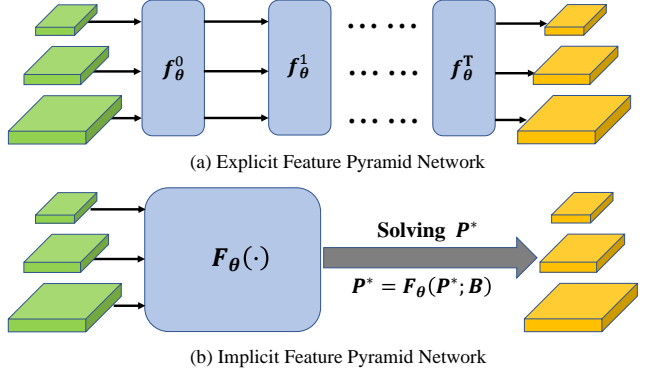 f_θ^0 f_θ^1 ··· ··· ··· ··· ··· ··· f_θ^T
(a) Explicit Feature Pyramid Network
F_θ(·)
Solving P*
P* = F_θ(P*; B)
(b) Implicit Feature Pyramid Network